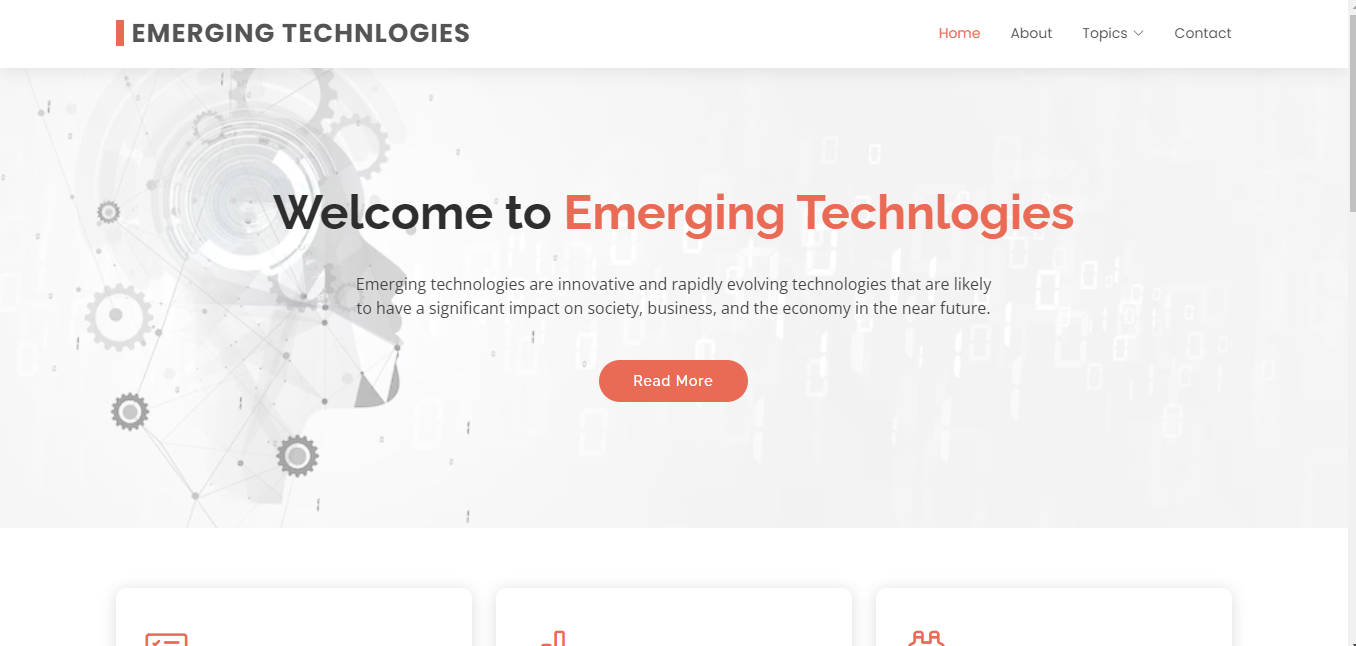 EMERGING TECHNLOGIES
Home About Topics Contact
Welcome to Emerging Technlogies
Emerging technologies are innovative and rapidly evolving technologies that are likely
to have a significant impact on society, business, and the economy in the near future.
Read More